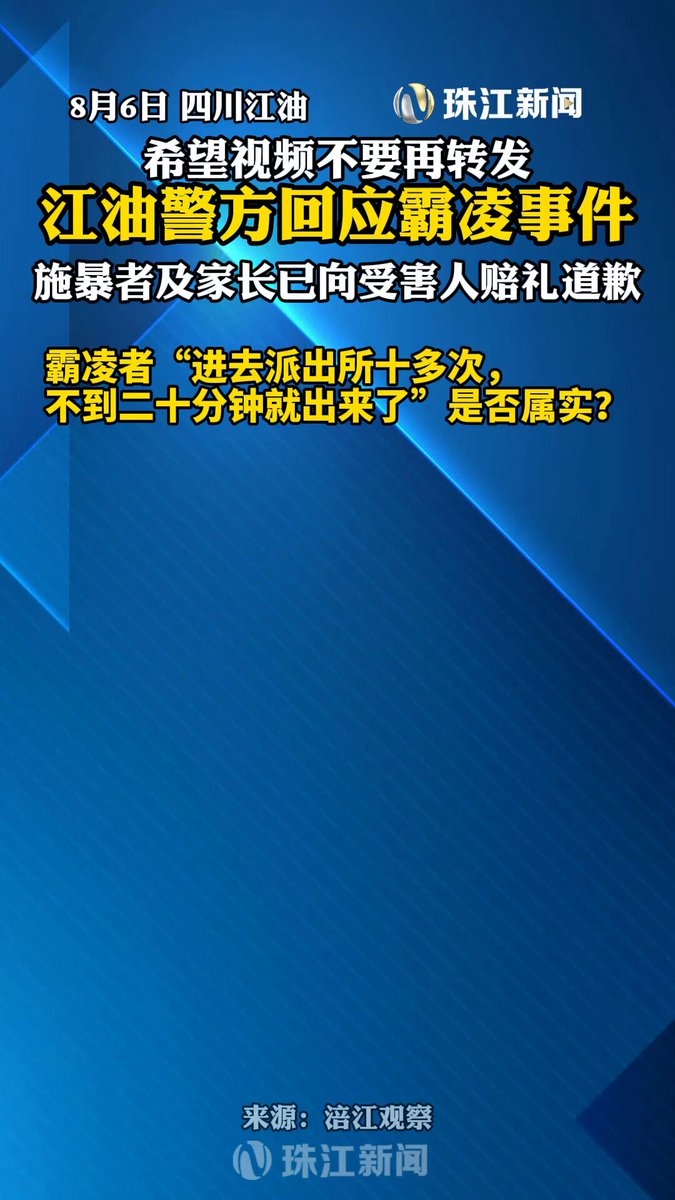 8月6日 四川江油
珠江新闻
希望视频不要再转发
江油警方回应霸凌事件
施暴者及家长已向受害人赔礼道歉
霸凌者“进去派出所十多次，
不到二十分钟就出来了”是否属实？
来源：涪江观察
珠江新闻